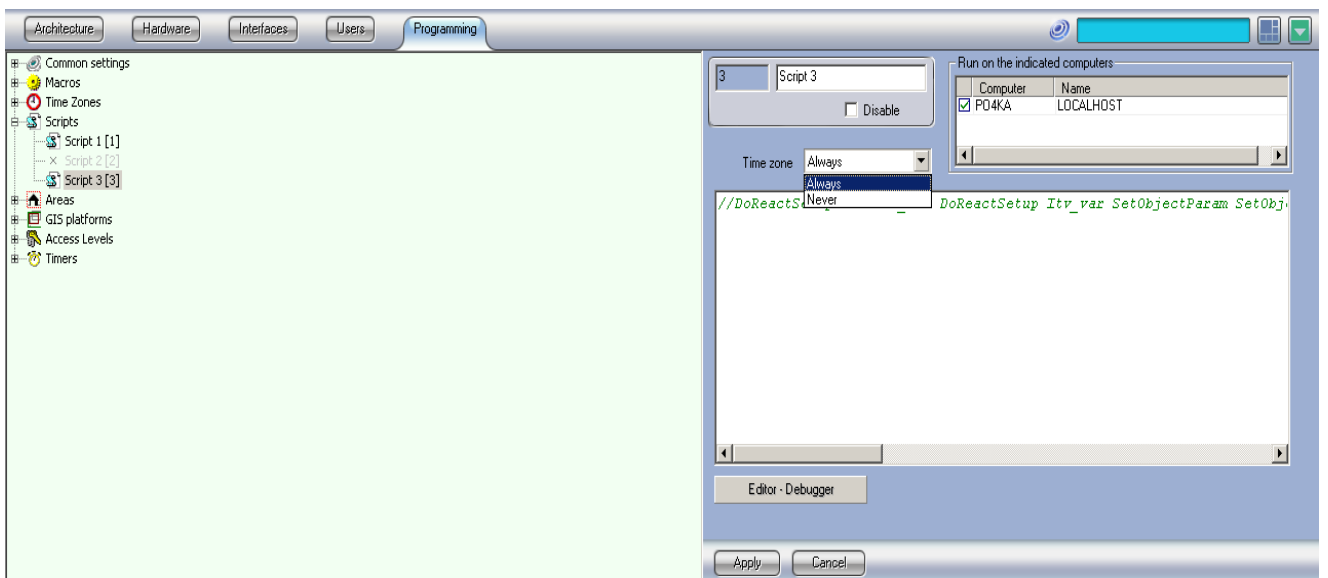 Architecture Hardware Interfaces Users Programming
Common settings
Macros
Time Zones
Scripts
Script 1 [1]
Script 2 [2]
Script 3 [3]
Areas
GIS platforms
Access Levels
Timers
3 Script 3
Disable
Run on the indicated computers
Computer Name
PO4KA LOCALHOST
Time zone Always
Always
Never
//DoReactS DoReactSetup Itv_var SetObjectParam SetObj
Editor - Debugger
Apply Cancel